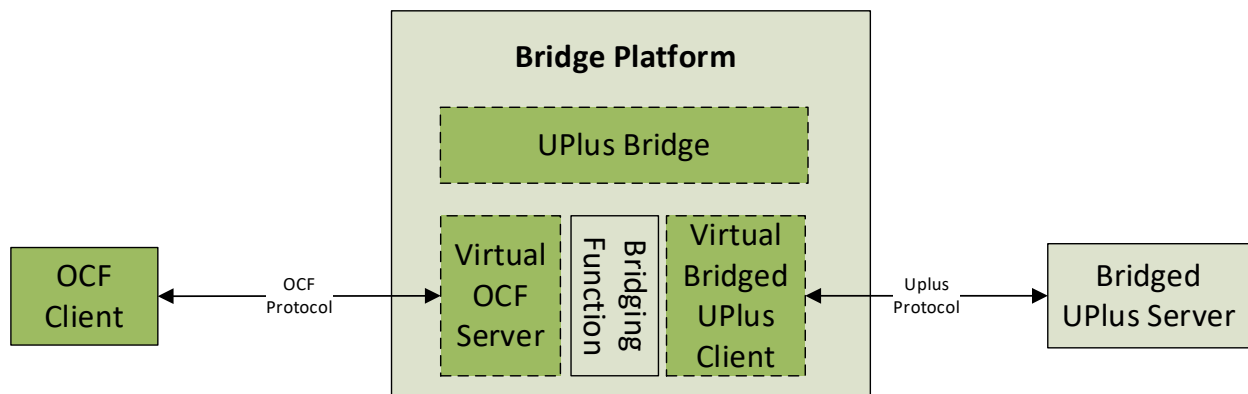 Bridge Platform
UPlus Bridge
OCF
Client
OCF
Protocol
Virtual
OCF
Server
Bridging
Function
Virtual
Bridged
UPlus
Client
Uplus
Protocol
Bridged
UPlus Server